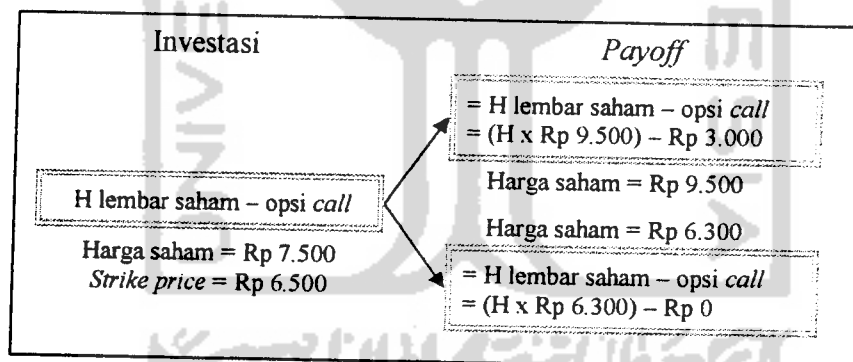 Investasi
Payoff
= H lembar saham – opsi call
= (H x Rp 9.500) – Rp 3.000
Harga saham = Rp 9.500
H lembar saham – opsi call
Harga saham = Rp 7.500
Strike price = Rp 6.500
Harga saham = Rp 6.300
= H lembar saham – opsi call
= (H x Rp 6.300) – Rp 0